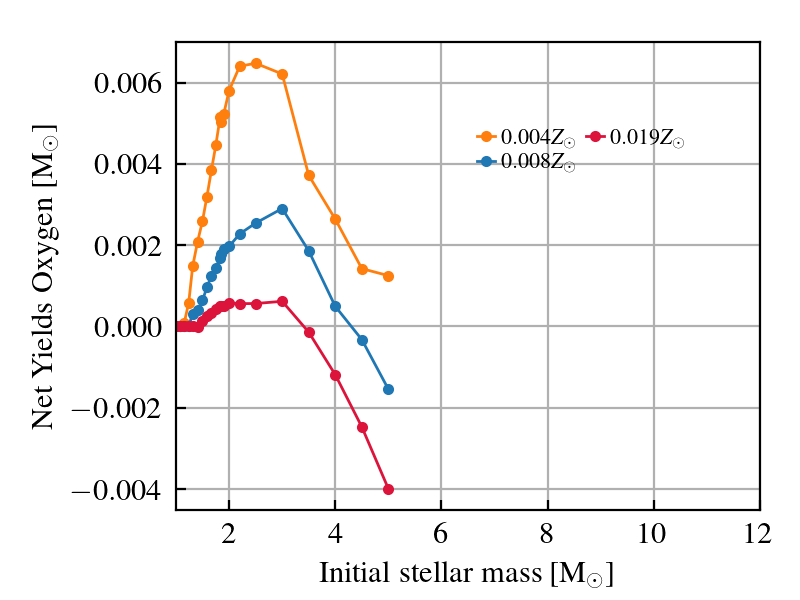 Net Yields Oxygen [M☉]
0.006
0.004
0.002
0.000
−0.002
−0.004
0.004Z☉ 0.019Z☉
0.008Z☉
2 4 6 8 10 12
Initial stellar mass [M☉]